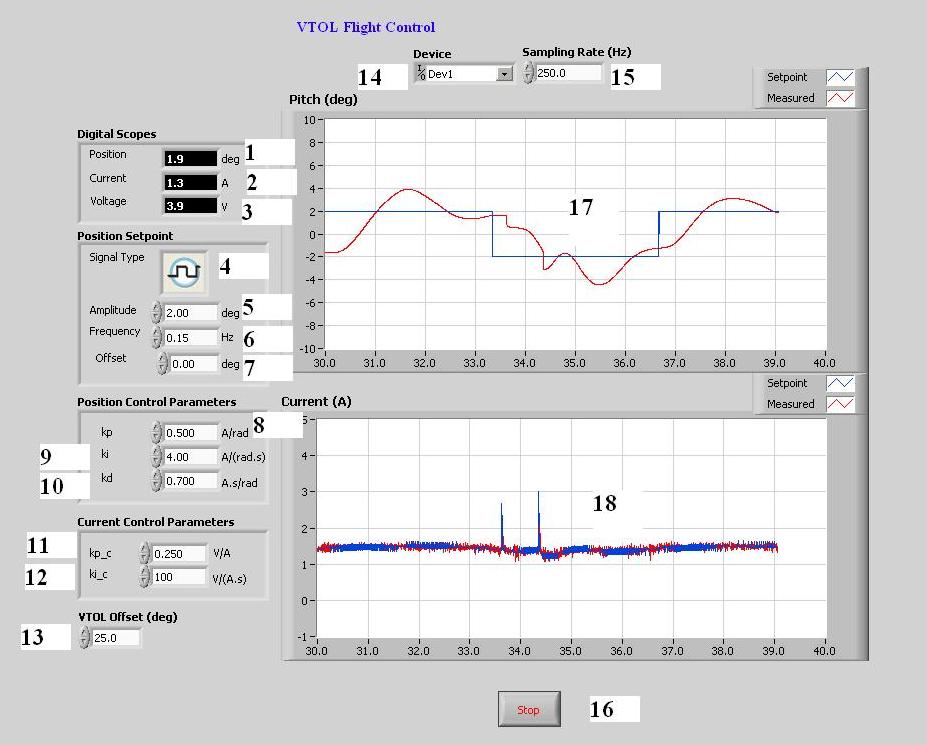 VTOL Flight Control
Device
Sampling Rate (Hz)
14
I/O Dev1
250.0
15
Setpoint
Measured
Pitch (deg)
10
8
6
4
2
0
-2
-4
-6
-8
-10
17
30.0 31.0 32.0 33.0 34.0 35.0 36.0 37.0 38.0 39.0 40.0
Digital Scopes
Position 1.9 deg 1
Current 1.3 A 2
Voltage 3.9 V 3
Position Setpoint
Signal Type 4
Amplitude 2.00 deg 5
Frequency 0.15 Hz 6
Offset 0.00 deg 7
Position Control Parameters
kp 0.500 A/rad 8
9 ki 4.00 A/(rad.s)
10 kd 0.700 A.s/rad
Current Control Parameters
11 kp_c 0.250 V/A
12 ki_c 100 V/(A.s)
VTOL Offset (deg)
13 25.0
Setpoint
Measured
Current (A)
5
4
3
2
1
0
-1
18
30.0 31.0 32.0 33.0 34.0 35.0 36.0 37.0 38.0 39.0 40.0
Stop
16